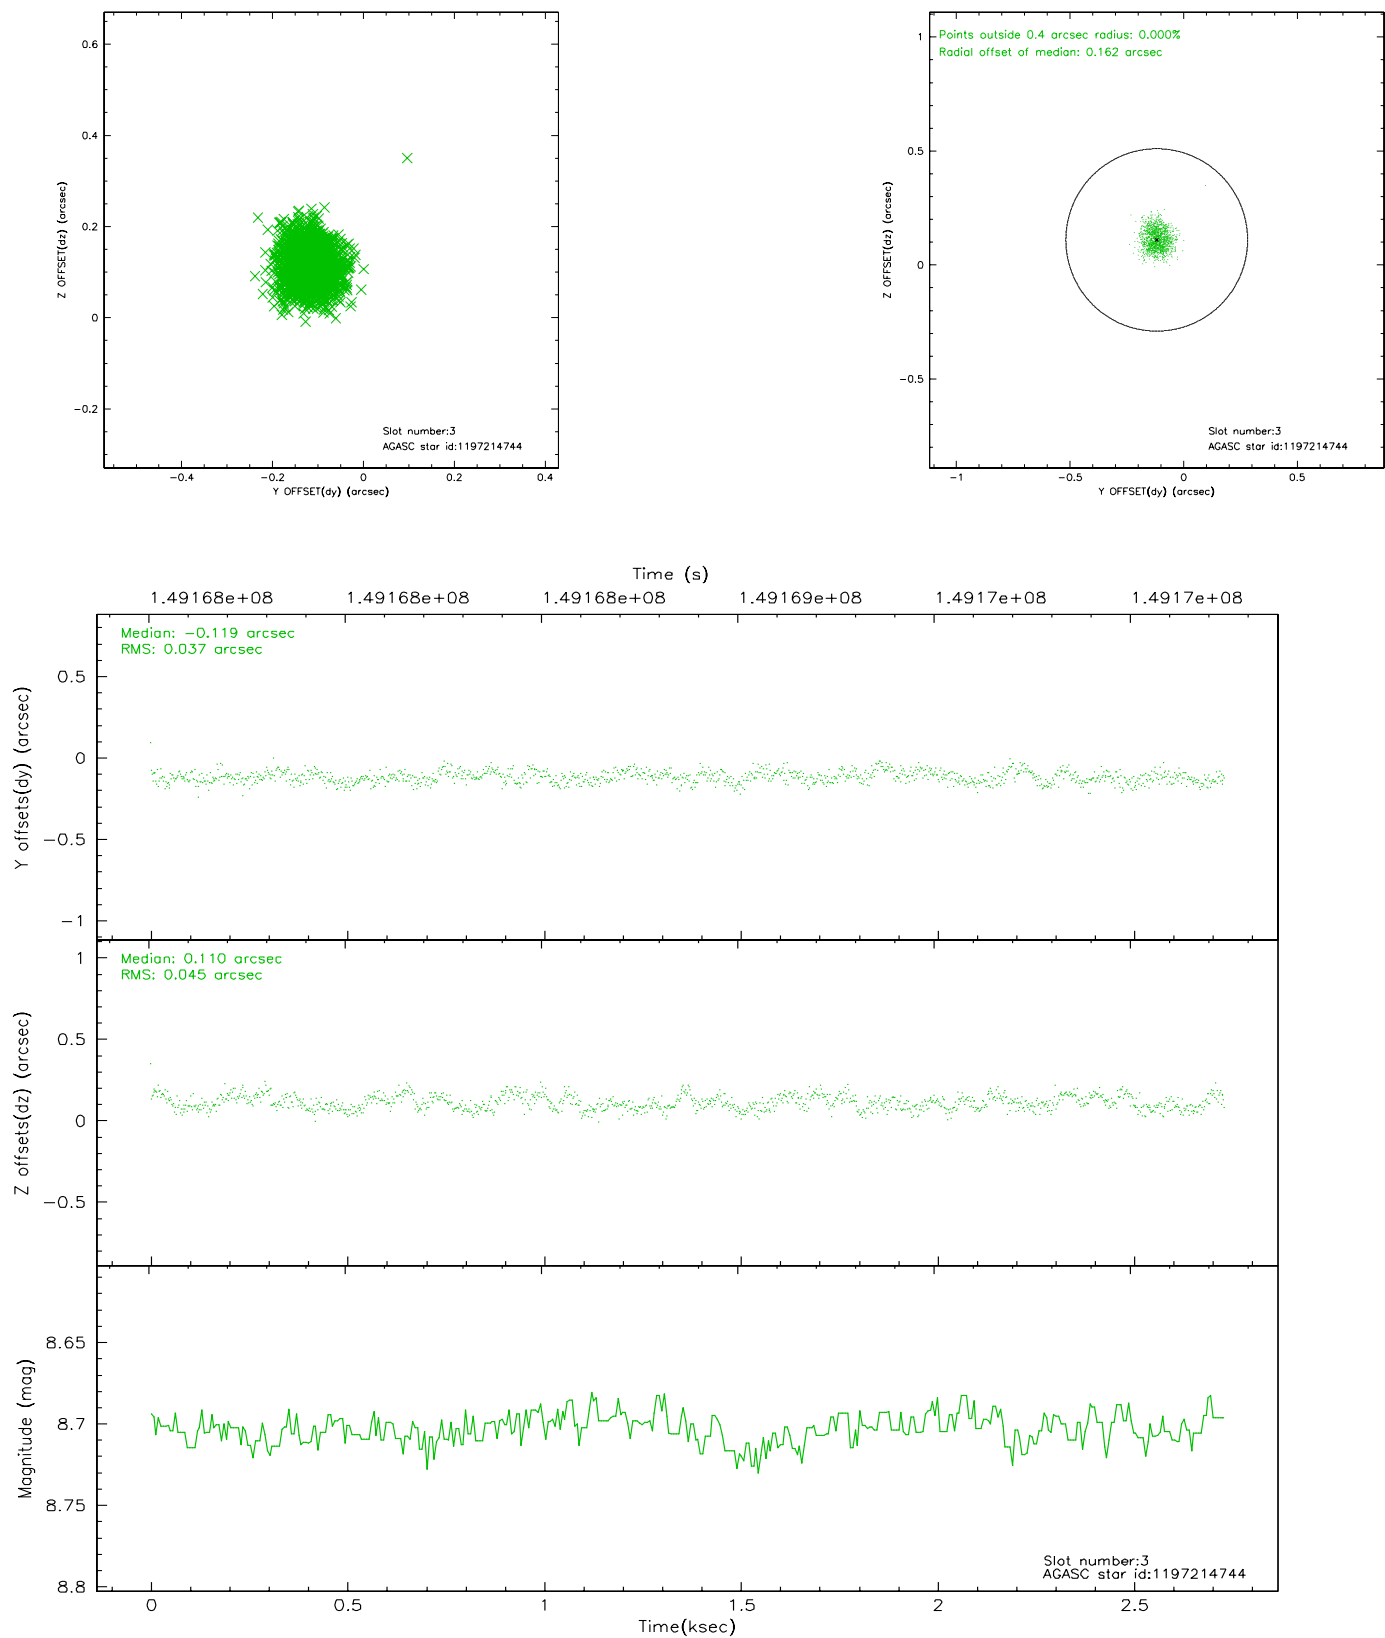 0.6
0.4
0.2
0
−0.2
−0.4
−0.2
0
0.2
0.4
Z OFFSET(dz) (arcsec)
Y OFFSET(dy) (arcsec)
Slot number:3
AGASC star id:1197214744
Points outside 0.4 arcsec radius: 0.000%
Radial offset of median: 0.162 arcsec
1
0.5
0
−0.5
−1
−0.5
0
0.5
Z OFFSET(dz) (arcsec)
Y OFFSET(dy) (arcsec)
Slot number:3
AGASC star id:1197214744
Time (s)
1.49168e+08 1.49168e+08 1.49168e+08 1.49169e+08 1.4917e+08 1.4917e+08
Median: −0.119 arcsec
RMS: 0.037 arcsec
0.5
0
−0.5
−1
Y offsets(dy) (arcsec)
Median: 0.110 arcsec
RMS: 0.045 arcsec
1
0.5
0
−0.5
Z offsets(dz) (arcsec)
8.65
8.7
8.75
8.8
Magnitude (mag)
Slot number:3
AGASC star id:1197214744
0 0.5 1 1.5 2 2.5
Time(ksec)